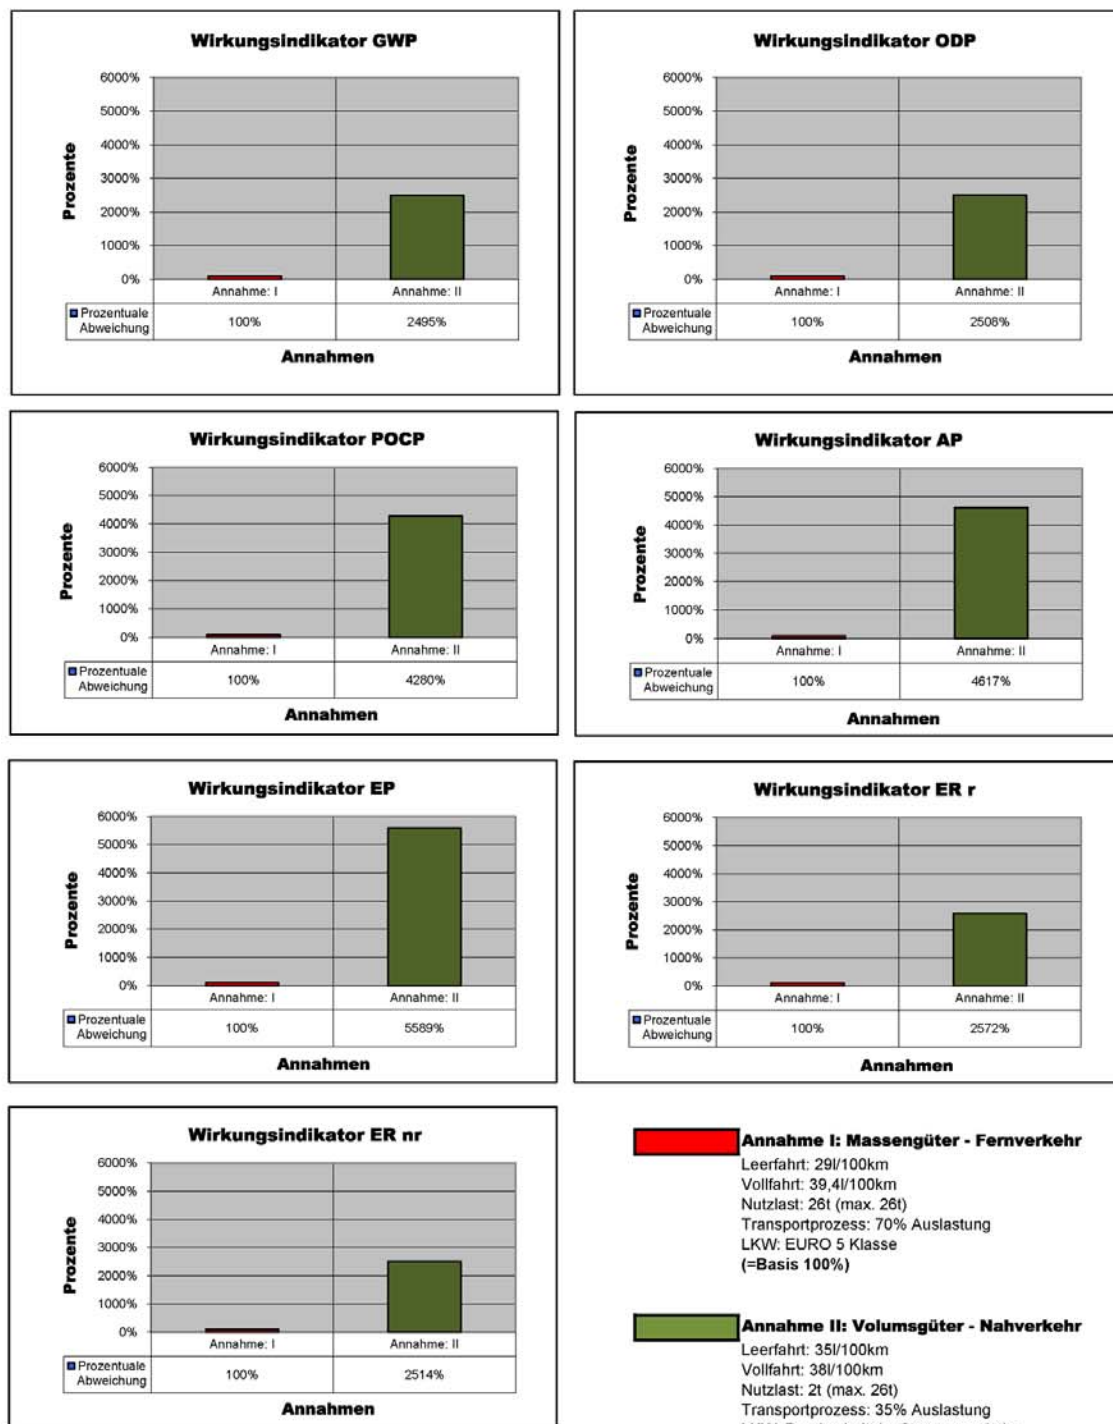 Wirkungsindikator GWP
6000%
5000%
4000%
3000%
2000%
1000%
0%
Prozente
Annahme: I
Annahme: II
Prozentuale
Abweichung
100%
2495%
Annahmen
Wirkungsindikator ODP
6000%
5000%
4000%
3000%
2000%
1000%
0%
Prozente
Annahme: I
Annahme: II
Prozentuale
Abweichung
100%
2508%
Annahmen
Wirkungsindikator POCP
6000%
5000%
4000%
3000%
2000%
1000%
0%
Prozente
Annahme: I
Annahme: II
Prozentuale
Abweichung
100%
4280%
Annahmen
Wirkungsindikator AP
6000%
5000%
4000%
3000%
2000%
1000%
0%
Prozente
Annahme: I
Annahme: II
Prozentuale
Abweichung
100%
4617%
Annahmen
Wirkungsindikator EP
6000%
5000%
4000%
3000%
2000%
1000%
0%
Prozente
Annahme: I
Annahme: II
Prozentuale
Abweichung
100%
5589%
Annahmen
Wirkungsindikator ER r
6000%
5000%
4000%
3000%
2000%
1000%
0%
Prozente
Annahme: I
Annahme: II
Prozentuale
Abweichung
100%
2572%
Annahmen
Wirkungsindikator ER nr
6000%
5000%
4000%
3000%
2000%
1000%
0%
Prozente
Annahme: I
Annahme: II
Prozentuale
Abweichung
100%
2514%
Annahmen
Annahme I: Massengüter - Fernverkehr
Leerfahrt: 29l/100km
Vollfahrt: 39,4l/100km
Nutzlast: 26t (max. 26t)
Transportprozess: 70% Auslastung
LKW: EURO 5 Klasse
(=Basis 100%)
Annahme II: Volumsgüter - Nahverkehr
Leerfahrt: 35l/100km
Vollfahrt: 38l/100km
Nutzlast: 2t (max. 26t)
Transportprozess: 35% Auslastung